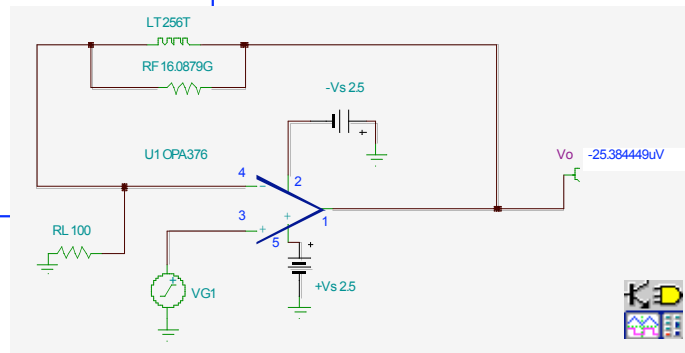 LT 256T
RF 16.0879G
-Vs 2.5
+
U1 OPA376
Vo -25.384449uV
4
2
-
3
+
+
1
5
+
RL 100
+
VG1
+Vs 2.5